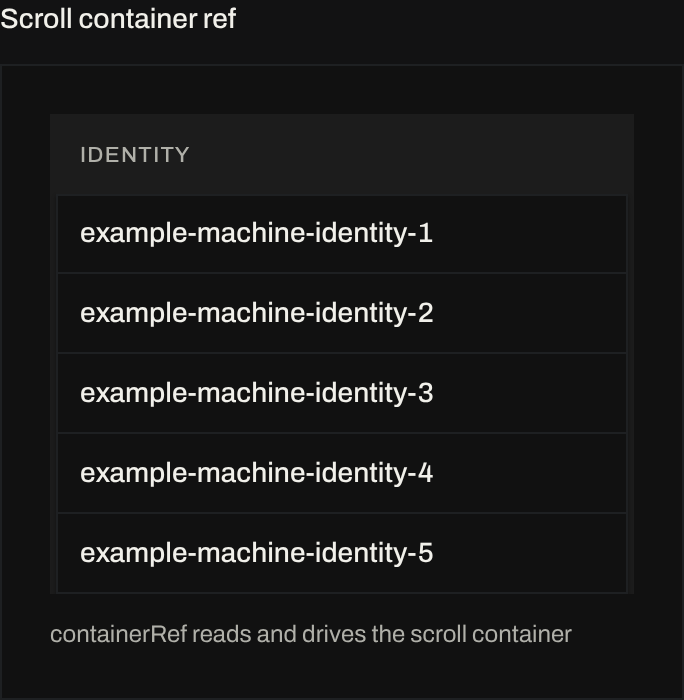 Scroll container ref
IDENTITY
example-machine-identity-1
example-machine-identity-2
example-machine-identity-3
example-machine-identity-4
example-machine-identity-5
containerRef reads and drives the scroll container